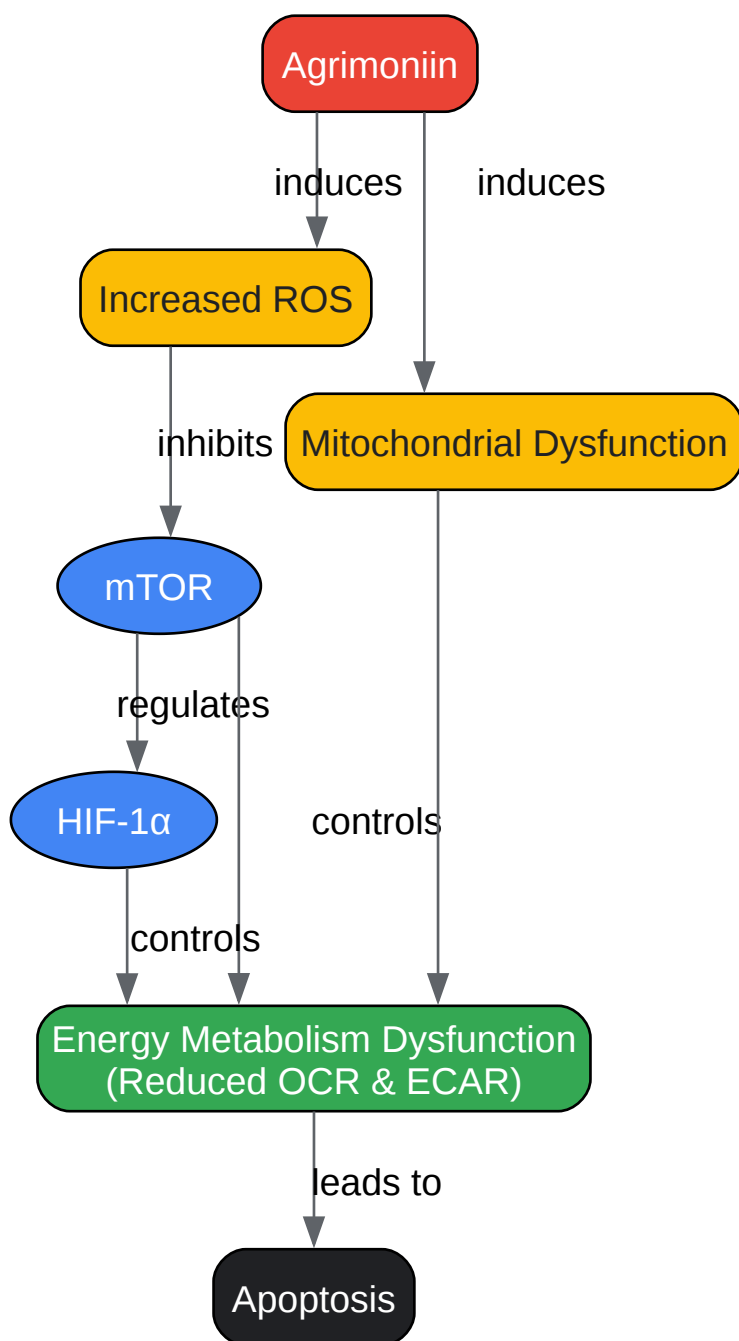 Agrimoniin
induces
induces
Increased ROS
inhibits
Mitochondrial Dysfunction
mTOR
regulates
HIF-1α
controls
controls
Energy Metabolism Dysfunction
(Reduced OCR & ECAR)
leads to
Apoptosis